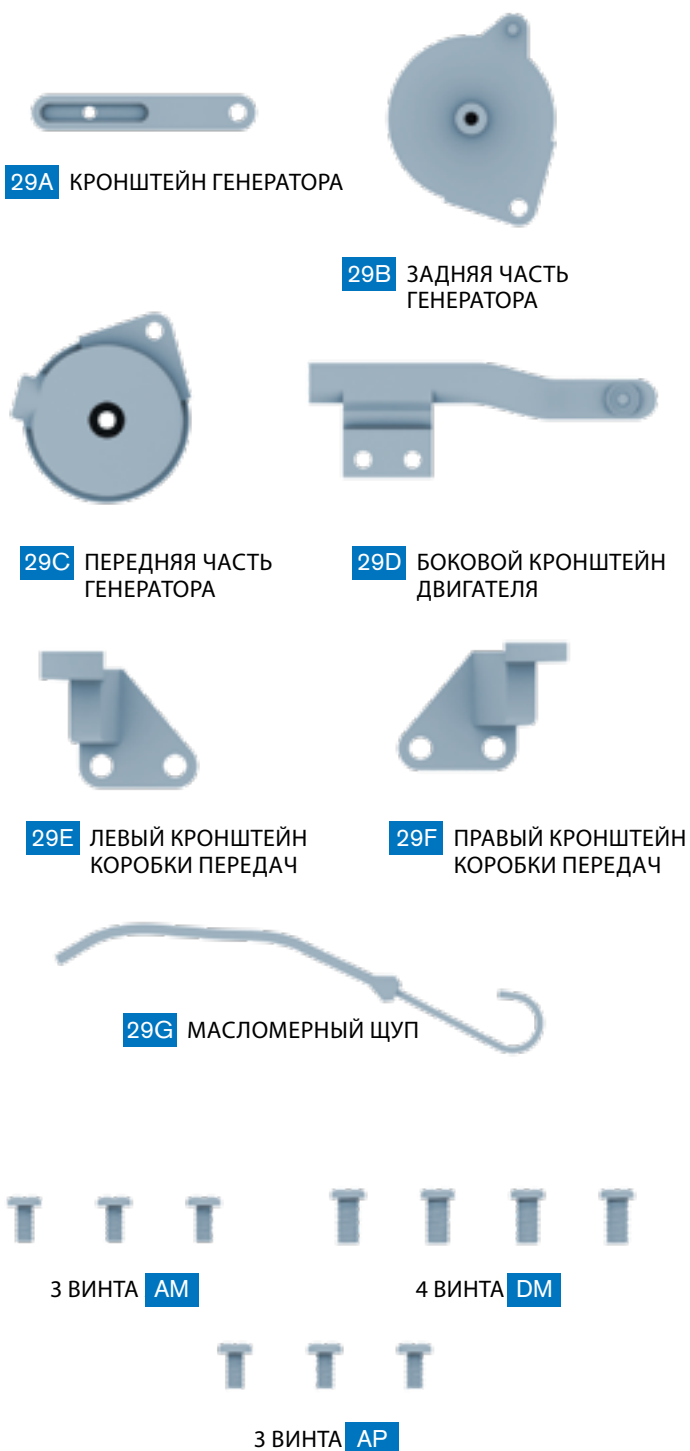 29A КРОНШТЕЙН ГЕНЕРАТОРА
29B ЗАДНЯЯ ЧАСТЬ
ГЕНЕРАТОРА
29C ПЕРЕДНЯЯ ЧАСТЬ
ГЕНЕРАТОРА
29D БОКОВОЙ КРОНШТЕЙН
ДВИГАТЕЛЯ
29E ЛЕВЫЙ КРОНШТЕЙН
КОРОБКИ ПЕРЕДАЧ
29F ПРАВЫЙ КРОНШТЕЙН
КОРОБКИ ПЕРЕДАЧ
29G МАСЛОМЕРНЫЙ ЩУП
3 ВИНТА AM
4 ВИНТА DM
3 ВИНТА AP